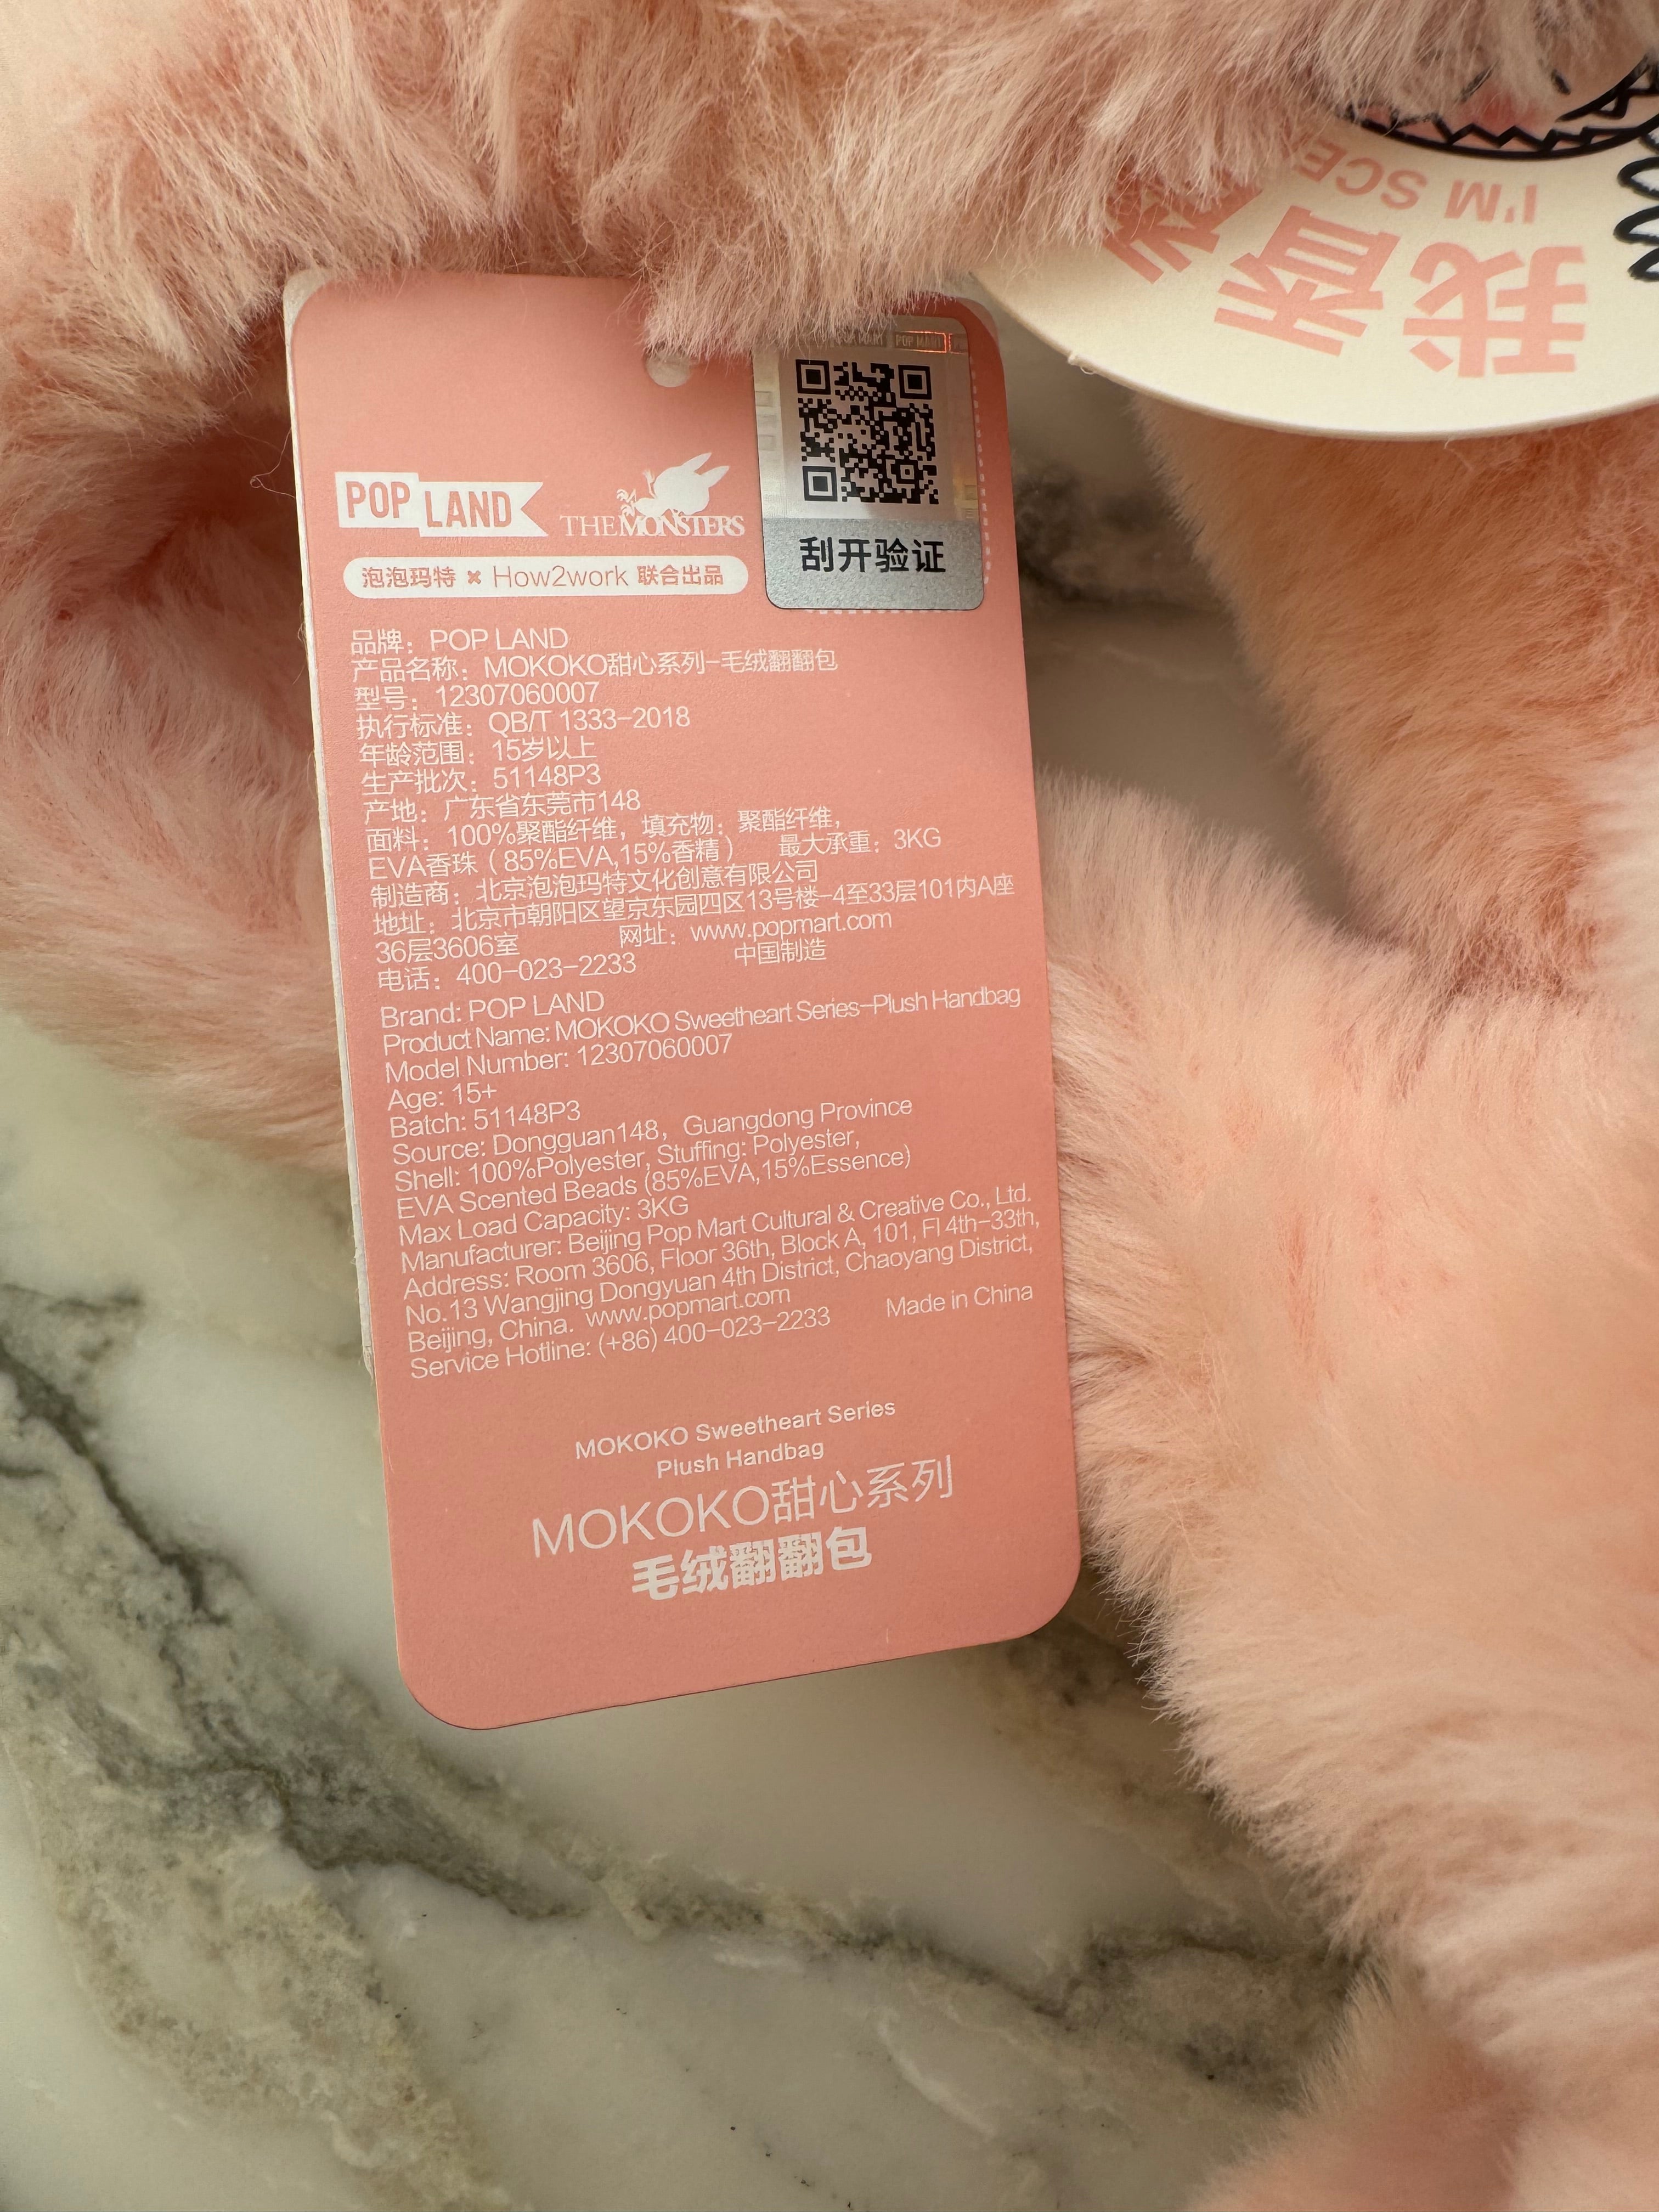 我香
I'M SCE
POP MART
POP LAND
THE MONSTERS
刮开验证
泡泡玛特 × How2work 联合出品
品牌：POP LAND
产品名称：MOKOKO甜心系列-毛绒翻翻包
型号：12307060007
执行标准：QB/T 1333-2018
年龄范围：15岁以上
生产批次：51148P3
产地：广东省东莞市148
面料：100%聚酯纤维，填充物：聚酯纤维，
EVA香珠（85%EVA,15%香精） 最大承重：3KG
制造商：北京泡泡玛特文化创意有限公司
地址：北京市朝阳区望京东园四区13号楼-4至33层101内A座
36层3606室 网址：www.popmart.com
电话：400-023-2233 中国制造
Brand: POP LAND
Product Name: MOKOKO Sweetheart Series-Plush Handbag
Model Number: 12307060007
Age: 15+
Batch: 51148P3
Source: Dongguan148，Guangdong Province
Shell: 100%Polyester, Stuffing: Polyester,
EVA Scented Beads (85%EVA,15%Essence)
Max Load Capacity: 3KG
Manufacturer: Beijing Pop Mart Cultural & Creative Co., Ltd.
Address: Room 3606, Floor 36th, Block A, 101, Fl 4th-33th,
No.13 Wangjing Dongyuan 4th District, Chaoyang District,
Beijing, China. www.popmart.com
Service Hotline: (+86) 400-023-2233 Made in China
MOKOKO Sweetheart Series
Plush Handbag
MOKOKO甜心系列
毛绒翻翻包